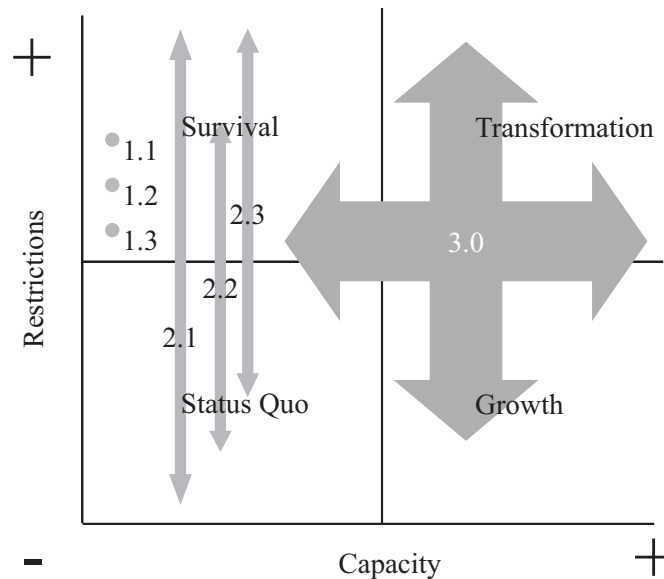 +
Survival
Transformation
1.1
1.2
1.3
2.3
3.0
2.2
2.1
Restrictions
Status Quo
Growth
-
Capacity
+